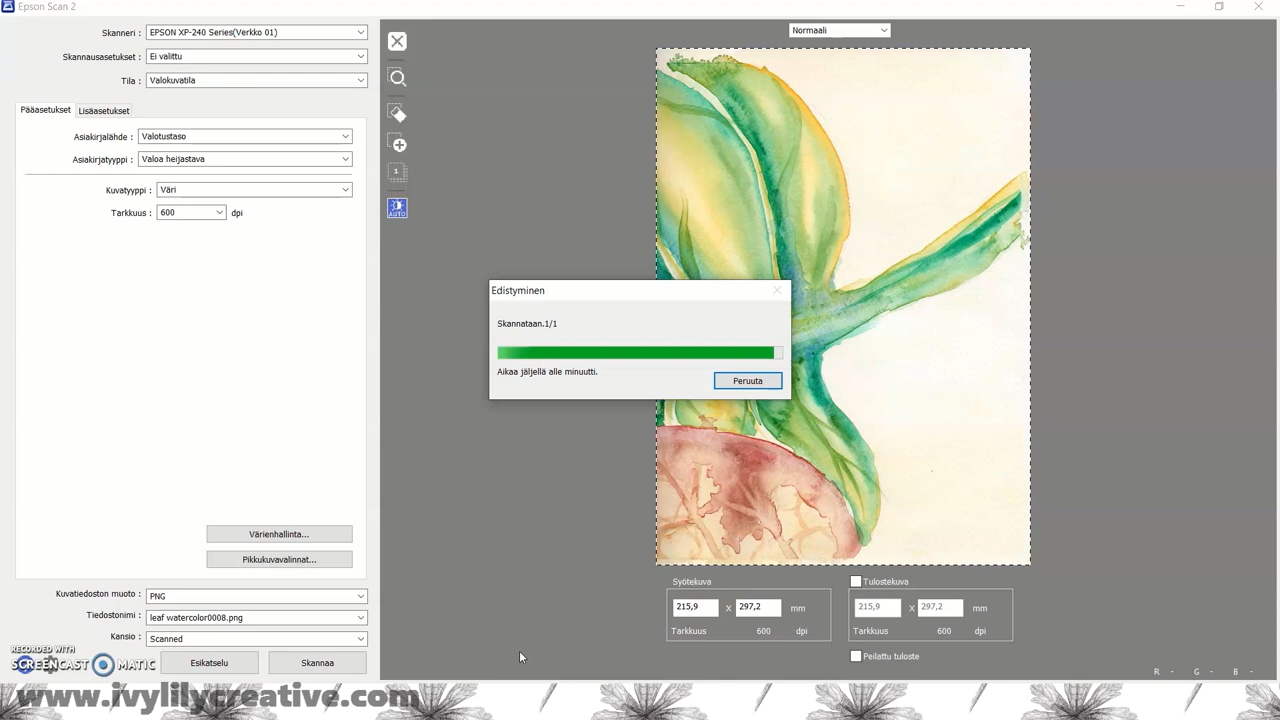 Epson Scan 2
Skanneri : EPSON XP-240 Series(Verkko 01)
Skannausasetukset : Ei valittu
Tila : Valokuvatila
Pääasetukset Lisäasetukset
Asiakirjalähde : Valotustaso
Asiakirjatyyppi : Valoa heijastava
Kuvatyyppi : Väri
Tarkkuus : 600 dpi
Värienhallinta...
Pikkukuvavalinnat...
Kuvatiedoston muoto : PNG
Tiedostonimi : leaf watercolor0008.png
Kansio : Scanned
Esikatselu Skannaa
Normaali
1
AUTO
Edistyminen
Skannataan.1/1
Aikaa jäljellä alle minuutti.
Peruuta
Syötekuva
215,9 X 297,2 mm
Tarkkuus 600 dpi
Tulostekuva
215,9 X 297,2 mm
Tarkkuus 600 dpi
Peilattu tuloste
R - G - B -
RECORDED WITH
SCREENCAST MATIC
www.ivylilycreative.com